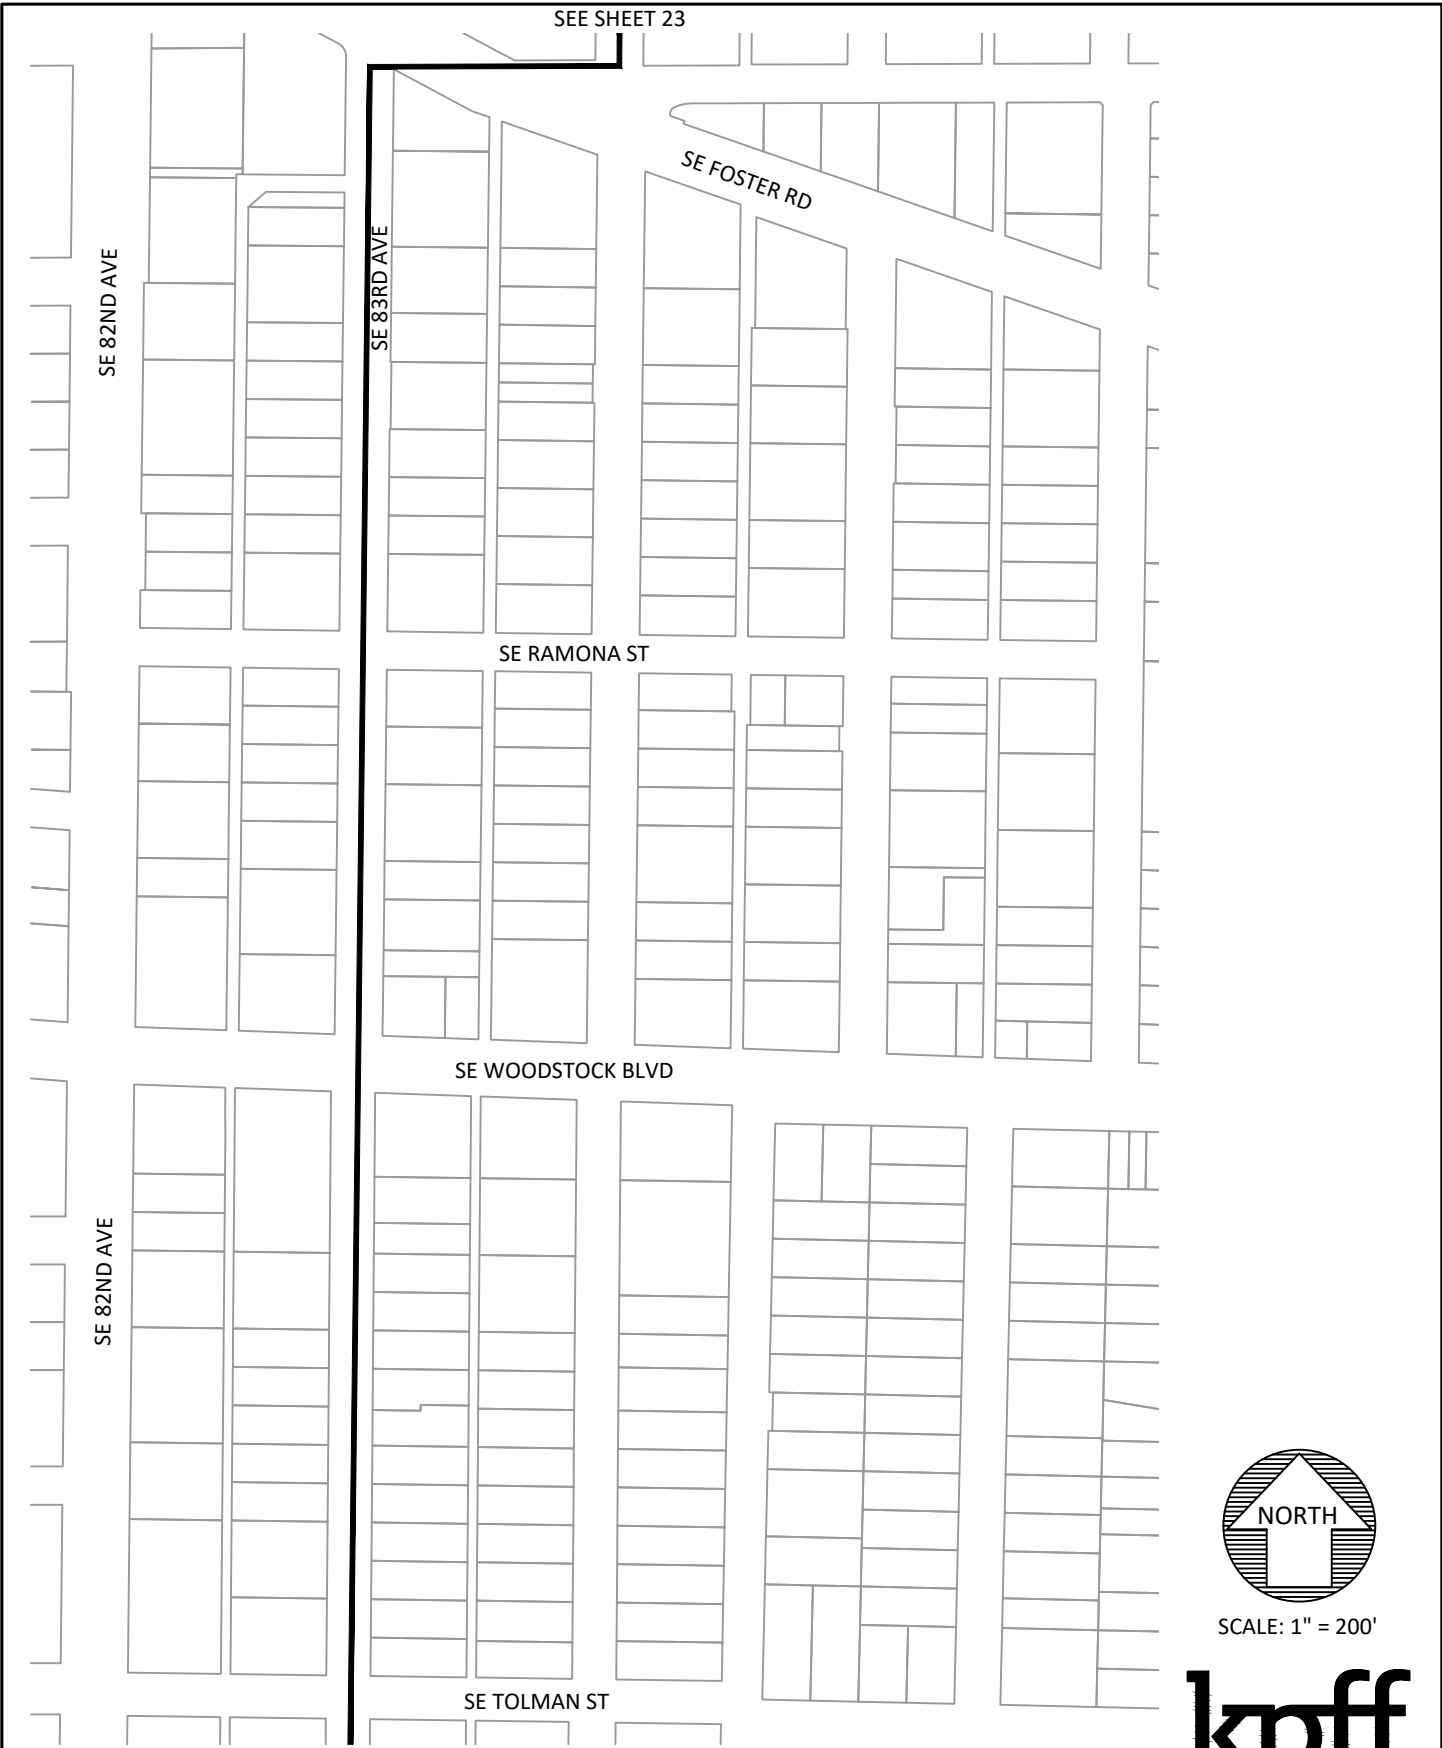 SEE SHEET 23
SE FOSTER RD
SE 82ND AVE
SE 83RD AVE
SE RAMONA ST
SE WOODSTOCK BLVD
SE 82ND AVE
NORTH
SCALE: 1" = 200'
SE TOLMAN ST
kpff